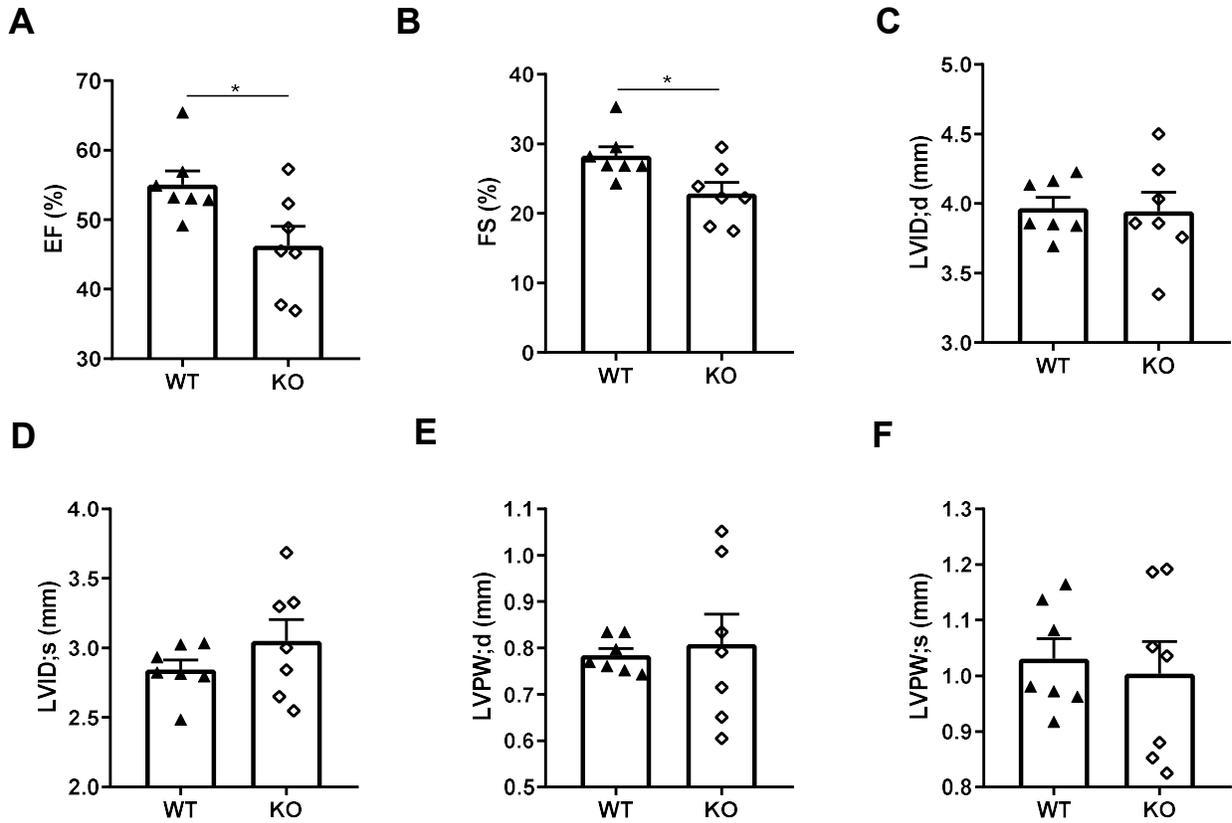 A
B
C
70
60
50
40
30
EF (%)
*
WT
KO
40
30
20
10
0
FS (%)
*
WT
KO
5.0
4.5
4.0
3.5
3.0
LVID;d (mm)
WT
KO
D
E
F
4.0
3.5
3.0
2.5
2.0
LVID;s (mm)
WT
KO
1.1
1.0
0.9
0.8
0.7
0.6
0.5
LVPW;d (mm)
WT
KO
1.3
1.2
1.1
1.0
0.9
0.8
LVPW;s (mm)
WT
KO